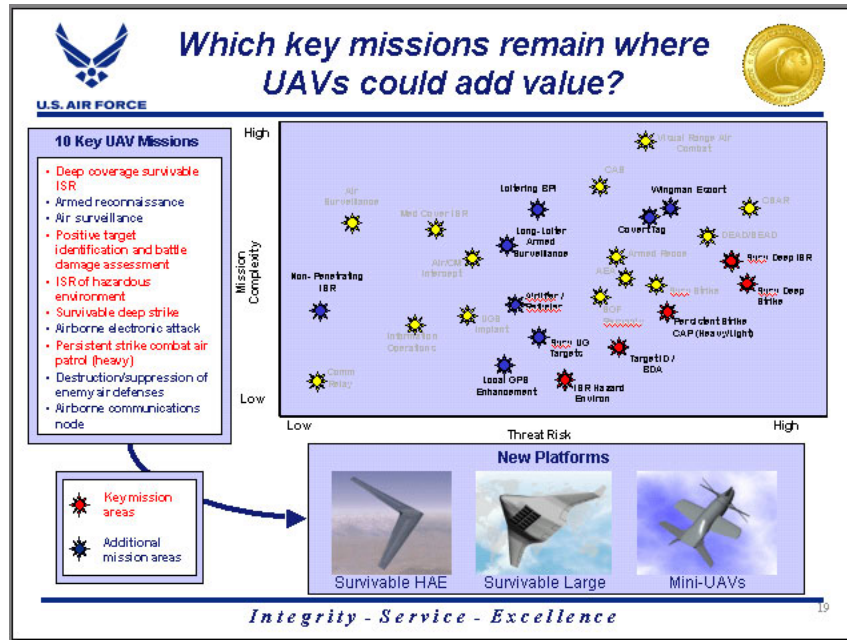 Which key missions remain where
UAVs could add value?
U.S. AIR FORCE
10 Key UAV Missions
• Deep coverage survivable
ISR
• Armed reconnaissance
• Air surveillance
• Positive target
identification and battle
damage assessment
• ISR of hazardous
environment
• Survivable deep strike
• Airborne electronic attack
• Persistent strike combat air
patrol (heavy)
• Destruction/suppression of
enemy air defenses
• Airborne communications
node
High
Mission
Complexity
Low
Visual Range Air
Combat
CAS
Loitering BPI
Wingman Escort
Air
Surveillance
Med Cover ISR
Covert Tag
CSAR
Long-Loiter
Armed
Surveillance
DEAD/SEAD
Air/CM
Intercept
Armed Recce
AEA
Surv Deep ISR
Surv Deep
Strike
Non-Penetrating
ISR
Airlifter /
Surv Strike
SOF
UGS
Implant
Information
Operations
Persistent Strike
CAP (Heavy/Light)
Surv UG
Targets
Target ID /
BDA
Comm
Relay
Local GPS
Enhancement
ISR Hazard
Environ
Low
Threat Risk
High
Key mission
areas
Additional
mission areas
New Platforms
Survivable HAE
Survivable Large
Mini-UAVs
Integrity - Service - Excellence
19